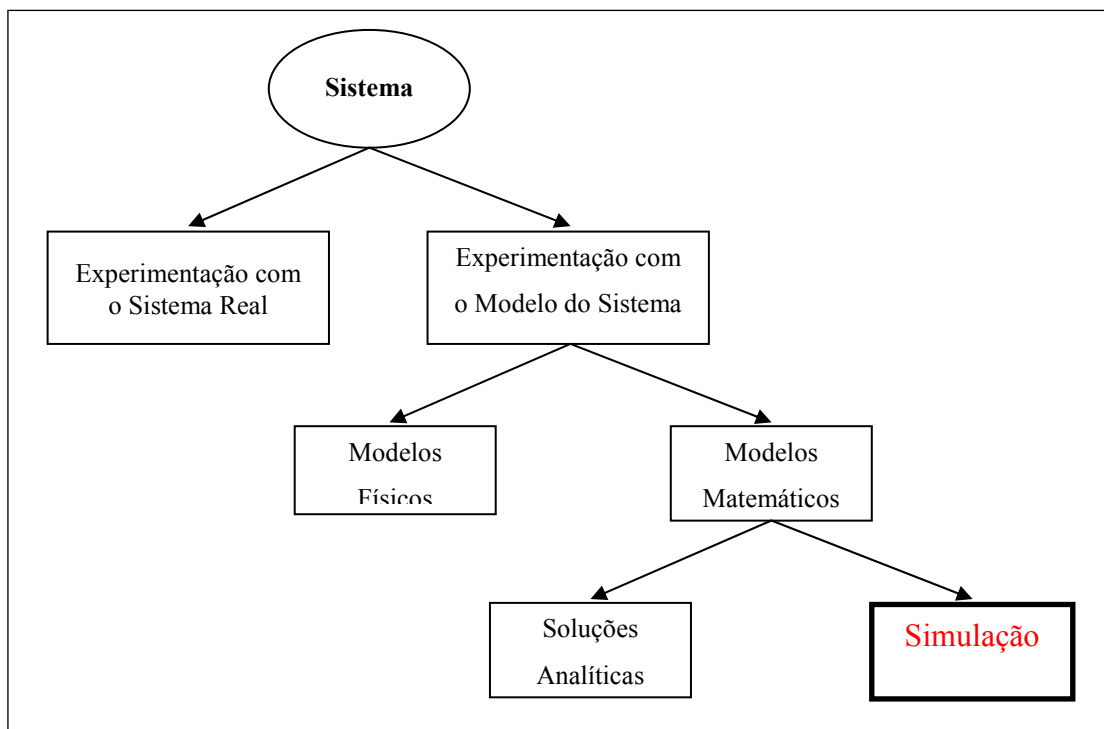 Sistema
Experimentação com
o Sistema Real
Experimentação com
o Modelo do Sistema
Modelos
Físicos
Modelos
Matemáticos
Soluções
Analíticas
Simulação